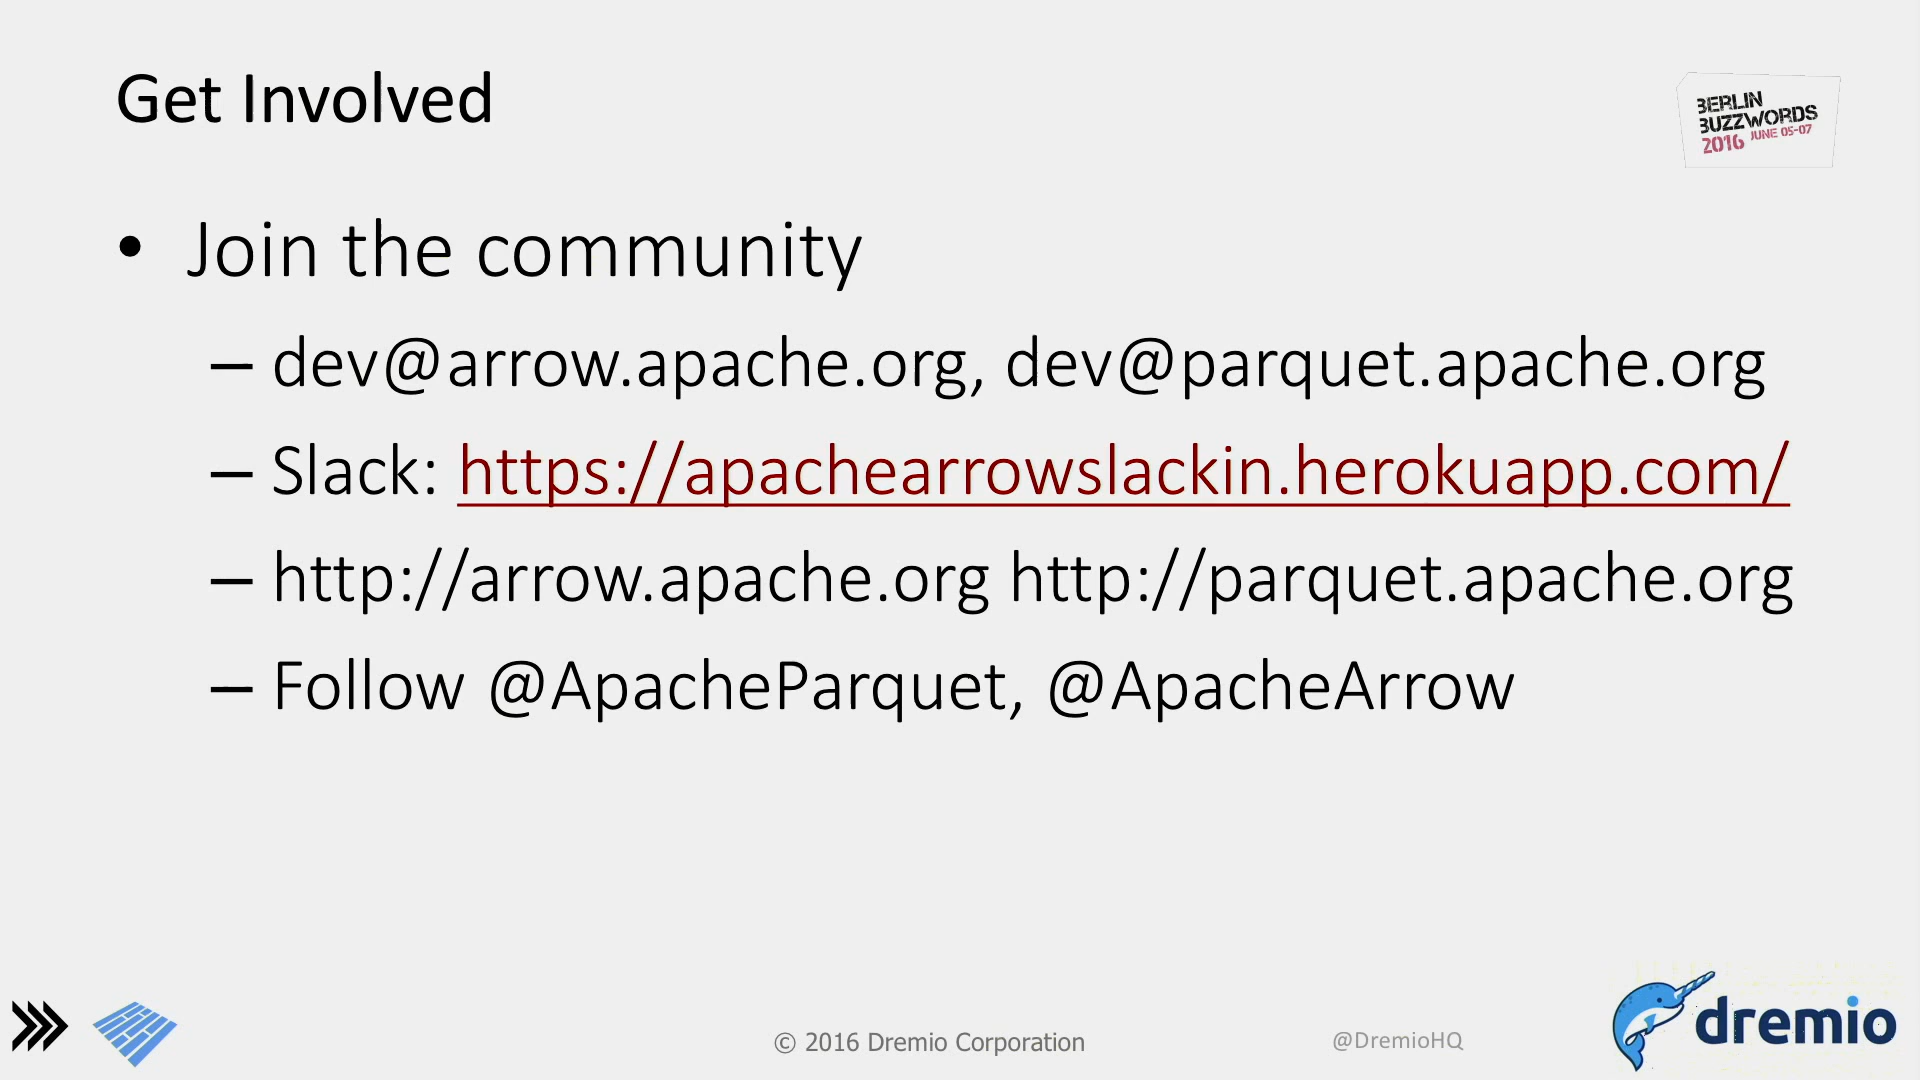 Get Involved
BERLIN
BUZZWORDS
2016 JUNE 05-07
• Join the community
– dev@arrow.apache.org, dev@parquet.apache.org
– Slack: https://apachearrowslackin.herokuapp.com/
– http://arrow.apache.org http://parquet.apache.org
– Follow @ApacheParquet, @ApacheArrow
© 2016 Dremio Corporation
@DremioHQ
dremio